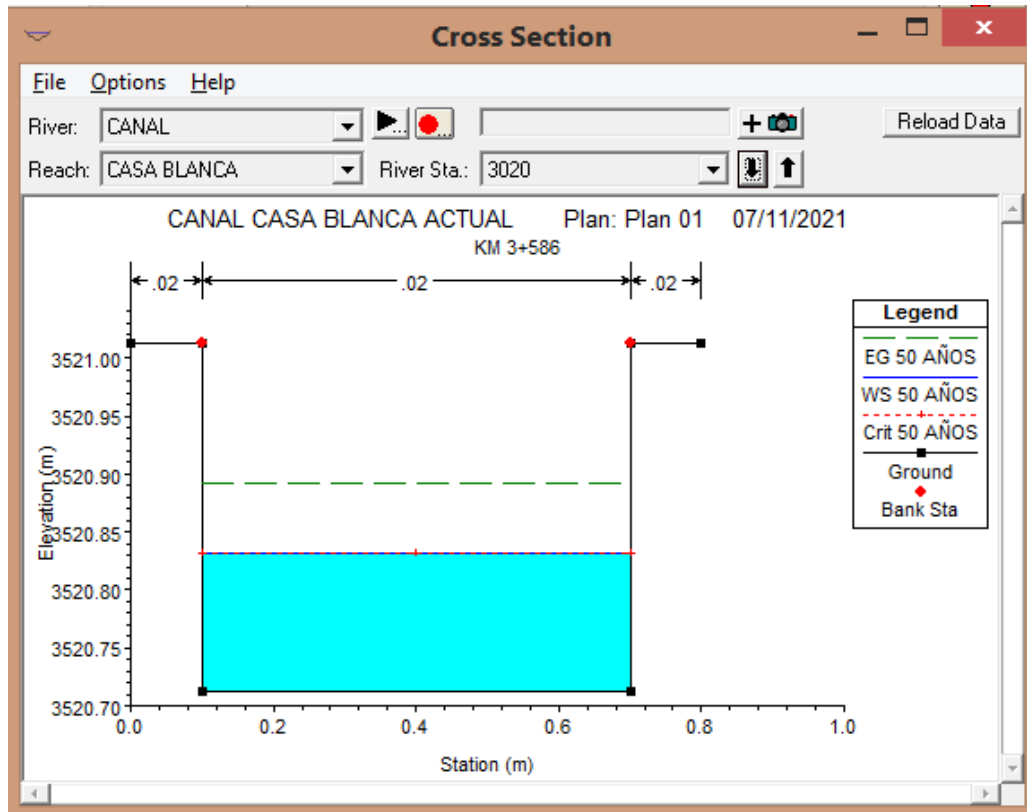 Cross Section
File Options Help
River: CANAL
Reload Data
Reach: CASA BLANCA River Sta.: 3020
CANAL CASA BLANCA ACTUAL Plan: Plan 01 07/11/2021
KM 3+586
.02 .02 .02
Legend
EG 50 AÑOS
WS 50 AÑOS
Crit 50 AÑOS
Ground
Bank Sta
Elevation (m)
3521.00
3520.95
3520.90
3520.85
3520.80
3520.75
3520.70
0.0 0.2 0.4 0.6 0.8 1.0
Station (m)